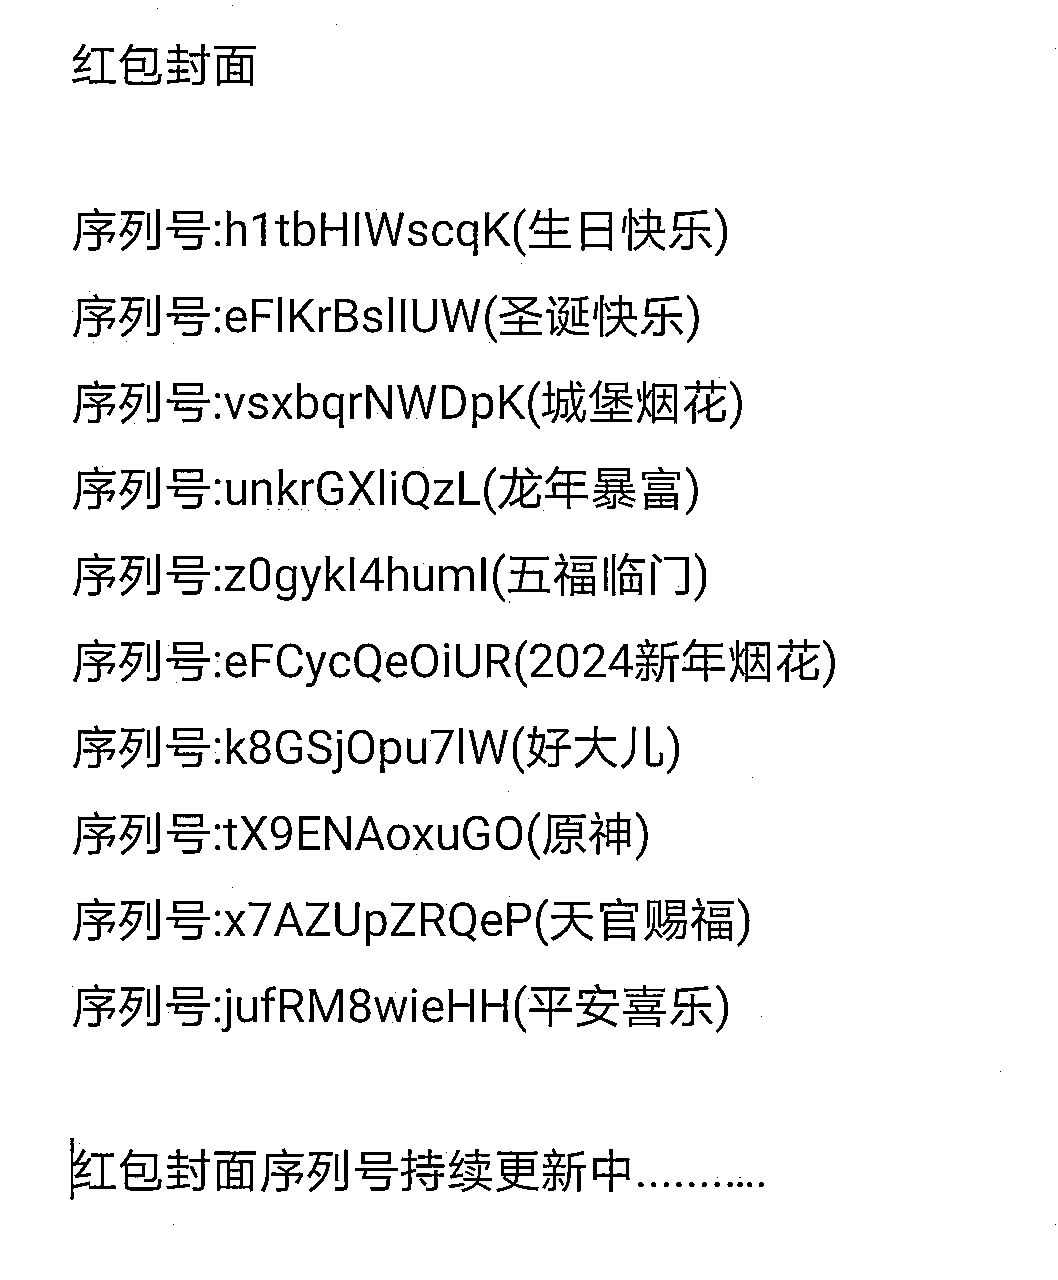 红包封面
序列号:h1tbHIWscqK(生日快乐)
序列号:eFlKrBslIUW(圣诞快乐)
序列号:vsxbqrNWDpK(城堡烟花)
序列号:unkrGXliQzL(龙年暴富)
序列号:z0gykI4humI(五福临门)
序列号:eFCycQeOiUR(2024新年烟花)
序列号:k8GSjOpu7lW(好大儿)
序列号:tX9ENAoxuGO(原神)
序列号:x7AZUpZRQeP(天官赐福)
序列号:jufRM8wieHH(平安喜乐)
红包封面序列号持续更新中..........